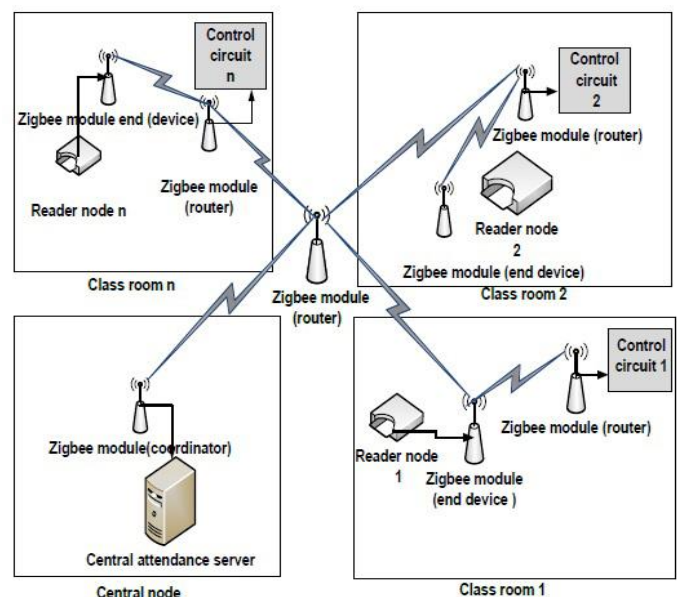 Control
circuit
n
Zigbee module end (device)
Reader node n
Zigbee module
(router)
Class room n
Control
circuit
2
Zigbee module (router)
Reader node
2
Zigbee module (end device)
Class room 2
Zigbee module
(router)
Zigbee module(coordinator)
Central attendance server
Central node
Control
circuit 1
Zigbee module (router)
Reader node
1
Zigbee module
(end device )
Class room 1